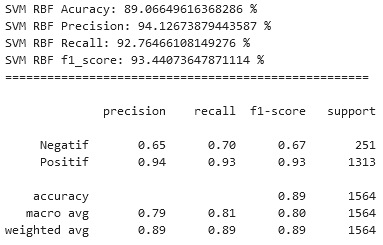 SVM RBF Acuracy: 89.06649616368286 %
SVM RBF Precision: 94.12673879443587 %
SVM RBF Recall: 92.76466108149276 %
SVM RBF f1_score: 93.44073647871114 %
====================================================
precision recall f1-score support
Negatif 0.65 0.70 0.67 251
Positif 0.94 0.93 0.93 1313
accuracy 0.89 1564
macro avg 0.79 0.81 0.80 1564
weighted avg 0.89 0.89 0.89 1564